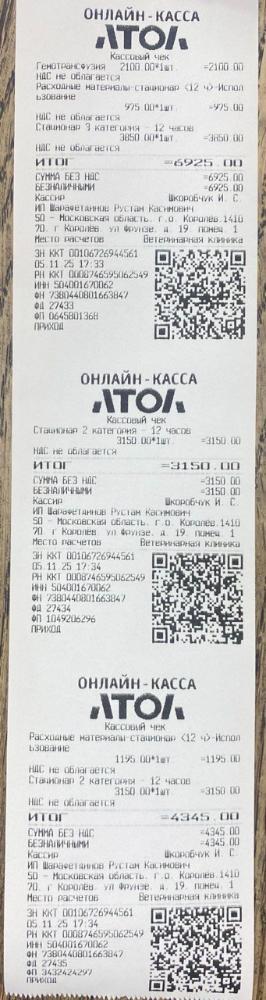 ОНЛАЙН-КАССА
АТОЛ
Кассовый чек
Гемотрансфузия 2100.00*1шт. =2100.00
НДС не облагается
Расходные материалы-стационар <12 ч>-Испол
ьзование
975.00*1шт. =975.00
НДС не облагается
Стационар 3 категория - 12 часов
3850.00*1шт. =3850.00
НДС не облагается
ИТОГ =6925.00
СУММА БЕЗ НДС =6925.00
БЕЗНАЛИЧНЫМИ =6925.00
Кассир Шкоробчук И. С.
ИП Шарафетдинов Рустам Касимович
50 - Московская область. г.о. Королев.1410
70. г Королёв. ул Фрунзе. д. 19. помещ. 1
Место расчетов Ветеринарная клиника
ЗН ККТ 00106726944561
05.11.25 17:33
РН ККТ 0008746595062549
ИНН 504001670062
ФН 7380440801663847
ФД 27433
ФП 0645801368
ПРИХОД
ОНЛАЙН-КАССА
АТОЛ
Кассовый чек
Стационар 2 категория - 12 часов
3150.00*1шт. =3150.00
НДС не облагается
ИТОГ =3150.00
СУММА БЕЗ НДС =3150.00
БЕЗНАЛИЧНЫМИ =3150.00
Кассир Шкоробчук И. С.
ИП Шарафетдинов Рустам Касимович
50 - Московская область. г.о. Королев.1410
70. г Королёв. ул Фрунзе. д. 19. помещ. 1
Место расчетов Ветеринарная клиника
ЗН ККТ 00106726944561
05.11.25 17:34
РН ККТ 0008746595062549
ИНН 504001670062
ФН 7380440801663847
ФД 27434
ФП 1049206296
ПРИХОД
ОНЛАЙН-КАССА
АТОЛ
Кассовый чек
Расходные материалы-стационар <12 ч>-Испол
ьзование
1195.00*1шт. =1195.00
НДС не облагается
Стационар 2 категория - 12 часов
3150.00*1шт. =3150.00
НДС не облагается
ИТОГ =4345.00
СУММА БЕЗ НДС =4345.00
БЕЗНАЛИЧНЫМИ =4345.00
Кассир Шкоробчук И. С.
ИП Шарафетдинов Рустам Касимович
50 - Московская область. г.о. Королев.1410
70. г Королёв. ул Фрунзе. д. 19. помещ. 1
Место расчетов Ветеринарная клиника
ЗН ККТ 00106726944561
05.11.25 17:34
РН ККТ 0008746595062549
ИНН 504001670062
ФН 7380440801663847
ФД 27435
ФП 3432424297
ПРИХОД